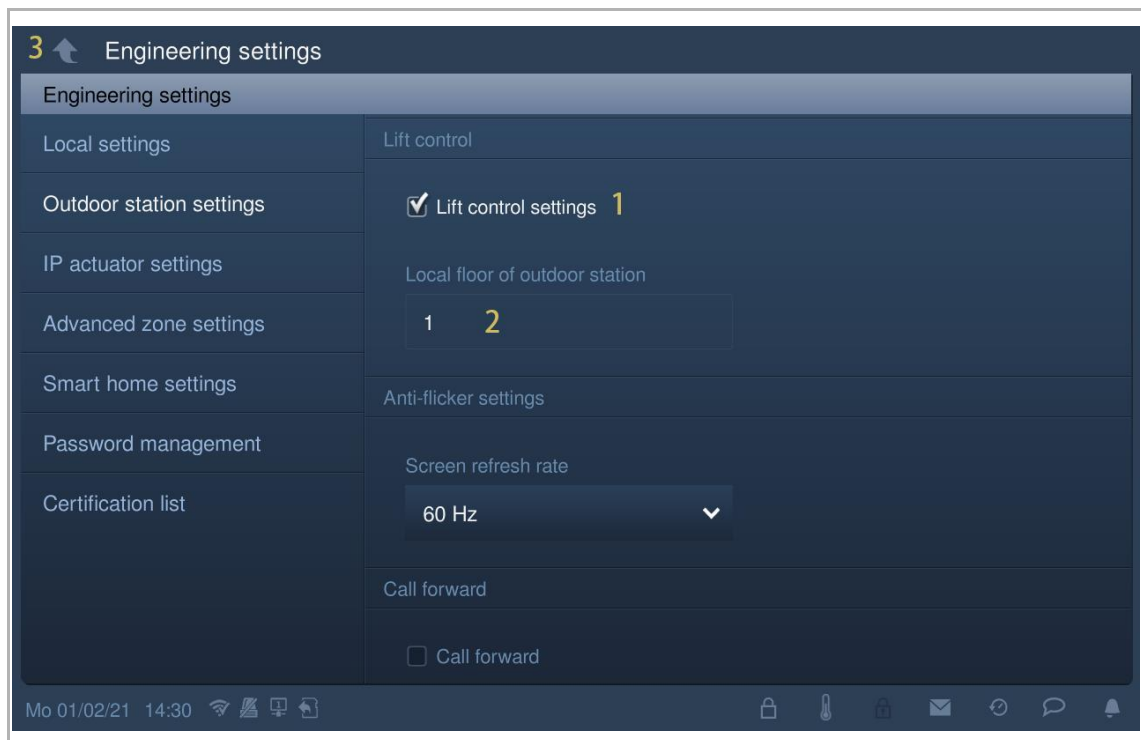 3 Engineering settings
Engineering settings
Local settings
Outdoor station settings
IP actuator settings
Advanced zone settings
Smart home settings
Password management
Certification list
Lift control
Lift control settings 1
Local floor of outdoor station
1 2
Anti-flicker settings
Screen refresh rate
60 Hz
Call forward
Call forward
Mo 01/02/21 14:30